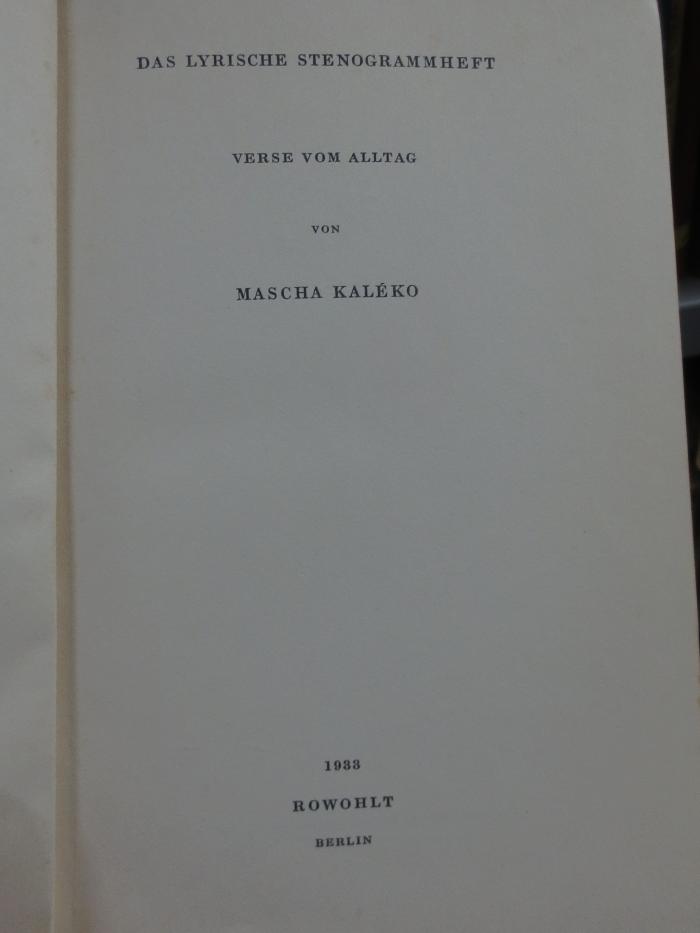 DAS LYRISCHE STENOGRAMMHEFT
VERSE VOM ALLTAG
VON
MASCHA KALÉKO
1933
ROWOHLT
BERLIN